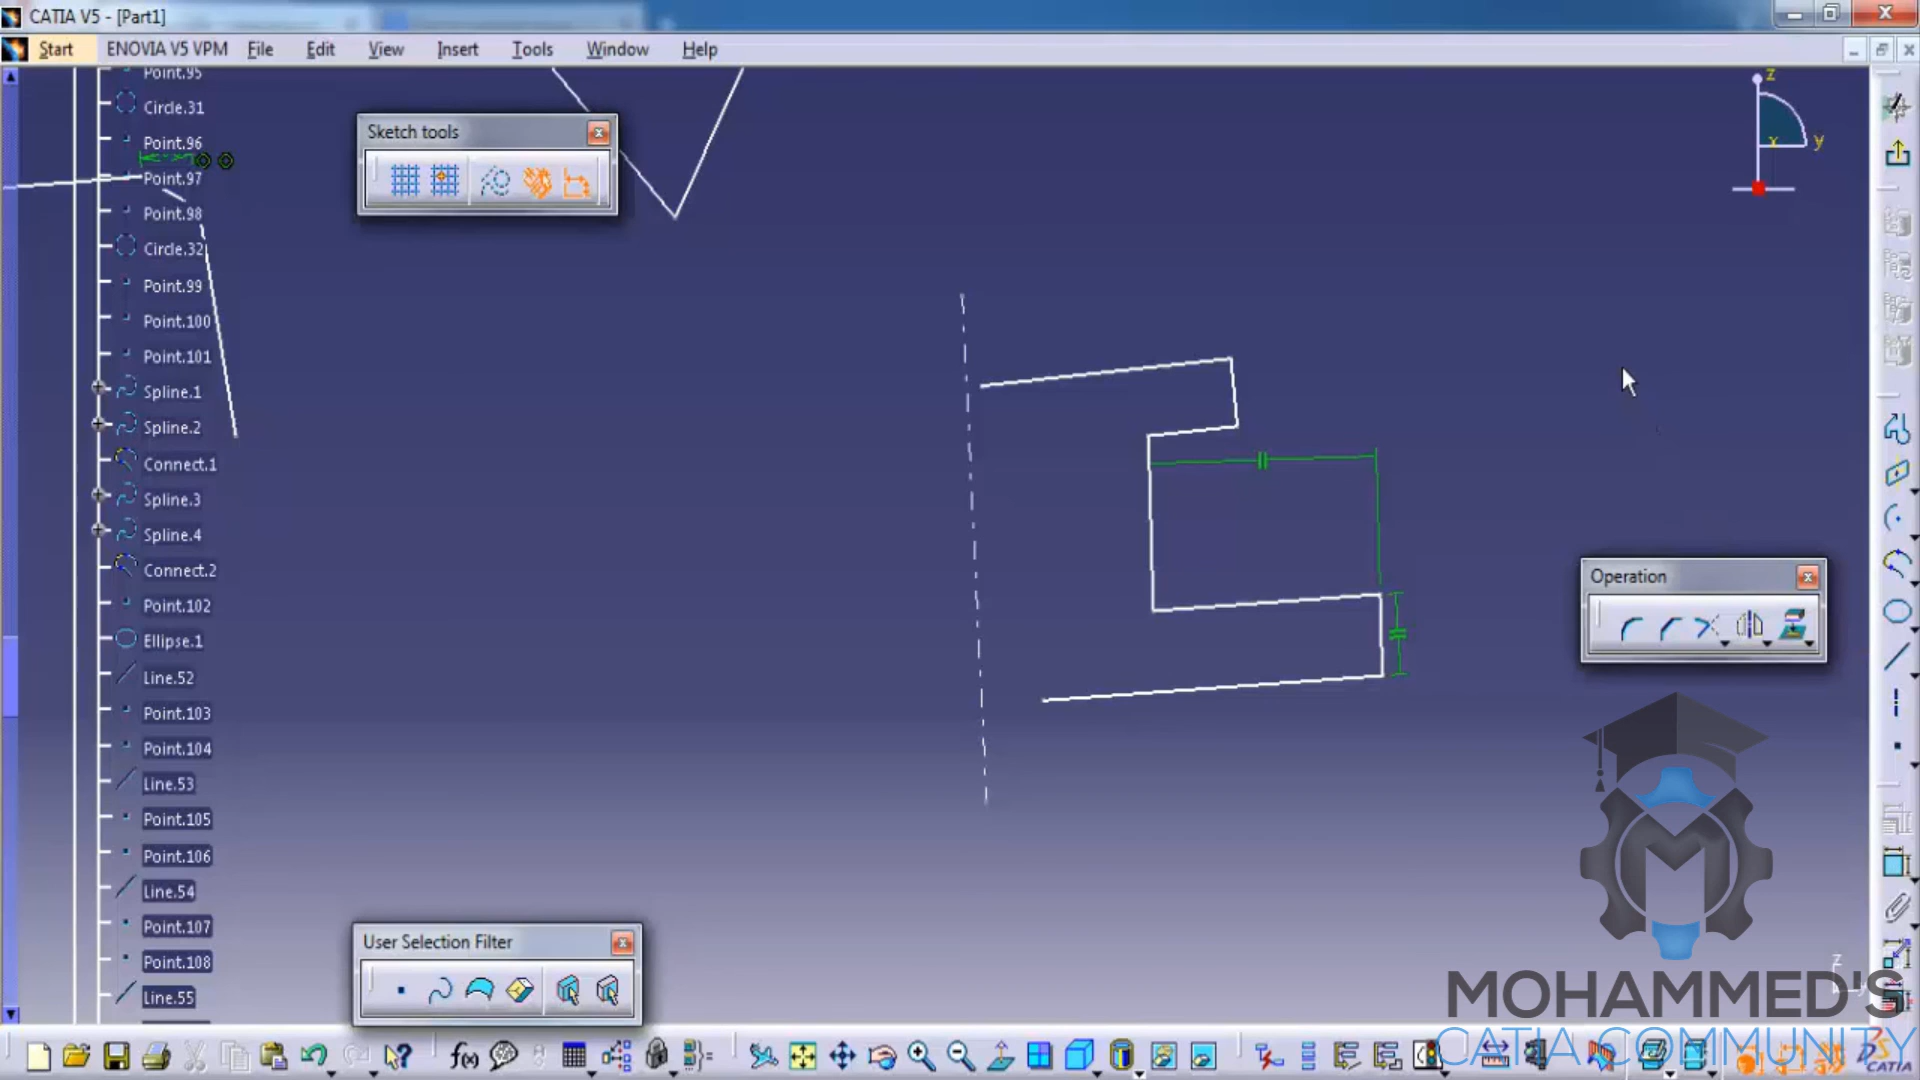 CATIA V5 - [Part1]
Start ENOVIA V5 VPM File Edit View Insert Tools Window Help
Point.95
Circle.31
Point.96
Point.97
Point.98
Circle.32
Point.99
Point.100
Point.101
Spline.1
Spline.2
Connect.1
Spline.3
Spline.4
Connect.2
Point.102
Ellipse.1
Line.52
Point.103
Point.104
Line.53
Point.105
Point.106
Line.54
Point.107
Point.108
Line.55
Sketch tools
z
x
y
Operation
User Selection Filter
z
MOHAMMED'S
CATIA COMMUNITY
f(x)
CATIA